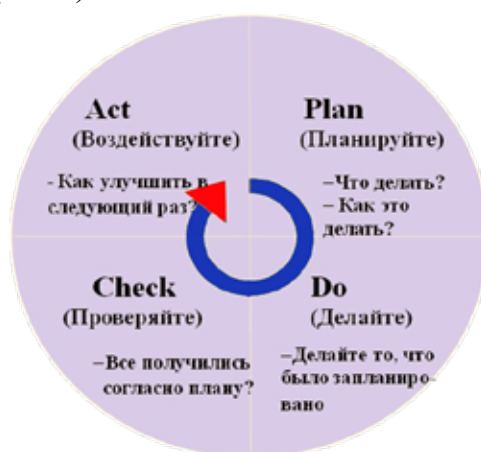 Act
(Воздействуйте)
- Как улучшить в
следующий раз?
Plan
(Планируйте)
–Что делать?
– Как это
делать?
Check
(Проверяйте)
–Все получились
согласно плану?
Do
(Делайте)
–Делайте то, что
было запланиро-
вано